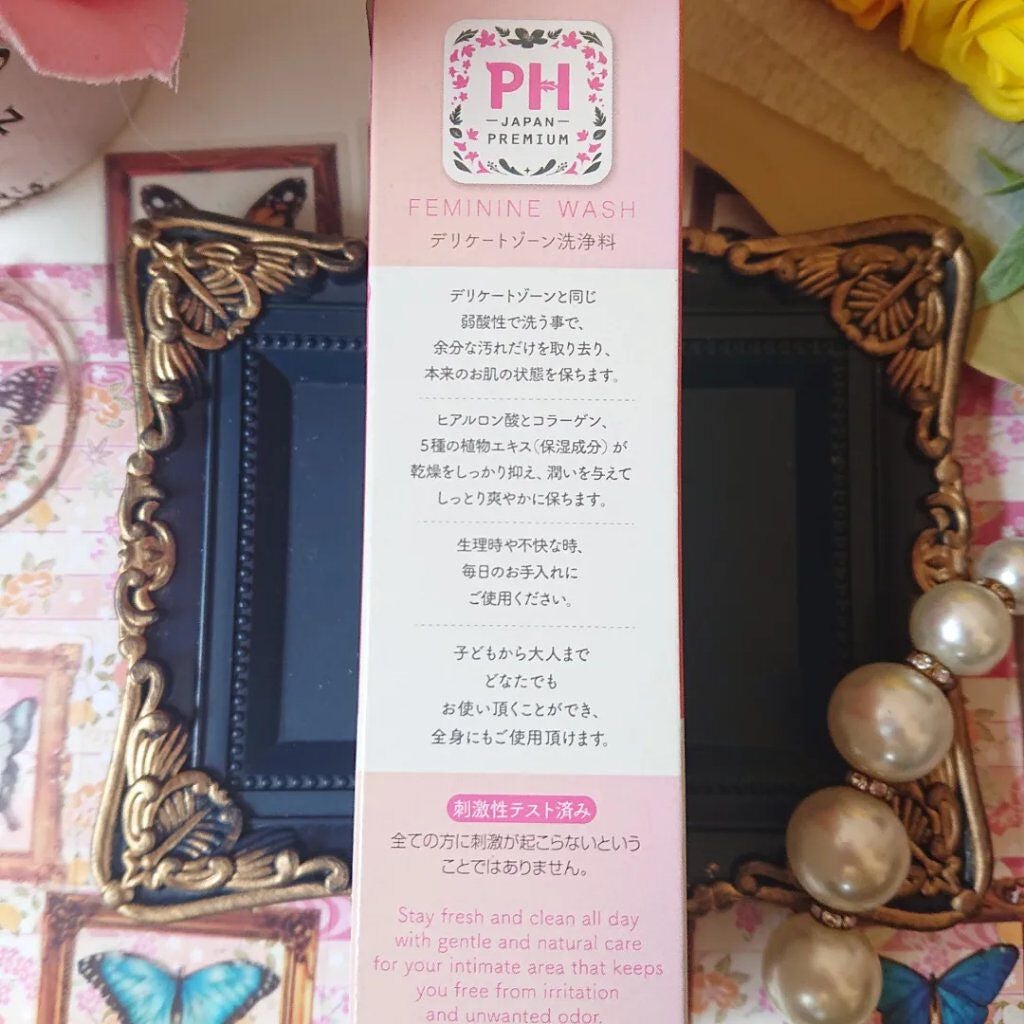 PH
JAPAN
PREMIUM
FEMININE WASH
デリケートゾーン洗浄料
デリケートゾーンと同じ
弱酸性で洗う事で、
余分な汚れだけを取り去り、
本来のお肌の状態を保ちます。
ヒアルロン酸とコラーゲン、
5種の植物エキス(保湿成分)が
乾燥をしっかり抑え、潤いを与えて
しっとり爽やかに保ちます。
生理時や不快な時、
毎日のお手入れに
ご使用ください。
子どもから大人まで
どなたでも
お使い頂くことができ、
全身にもご使用頂けます。
刺激性テスト済み
全ての方に刺激が起こらないという
ことではありません。
Stay fresh and clean all day
with gentle and natural care
for your intimate area that keeps
you free from irritation
and unwanted odor.